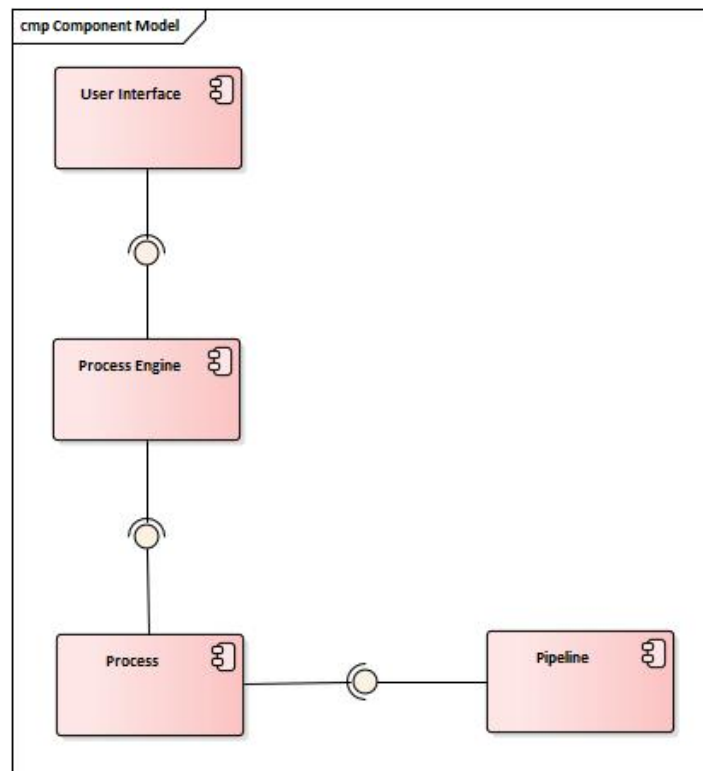 cmp Component Model
User Interface
Process Engine
Process
Pipeline